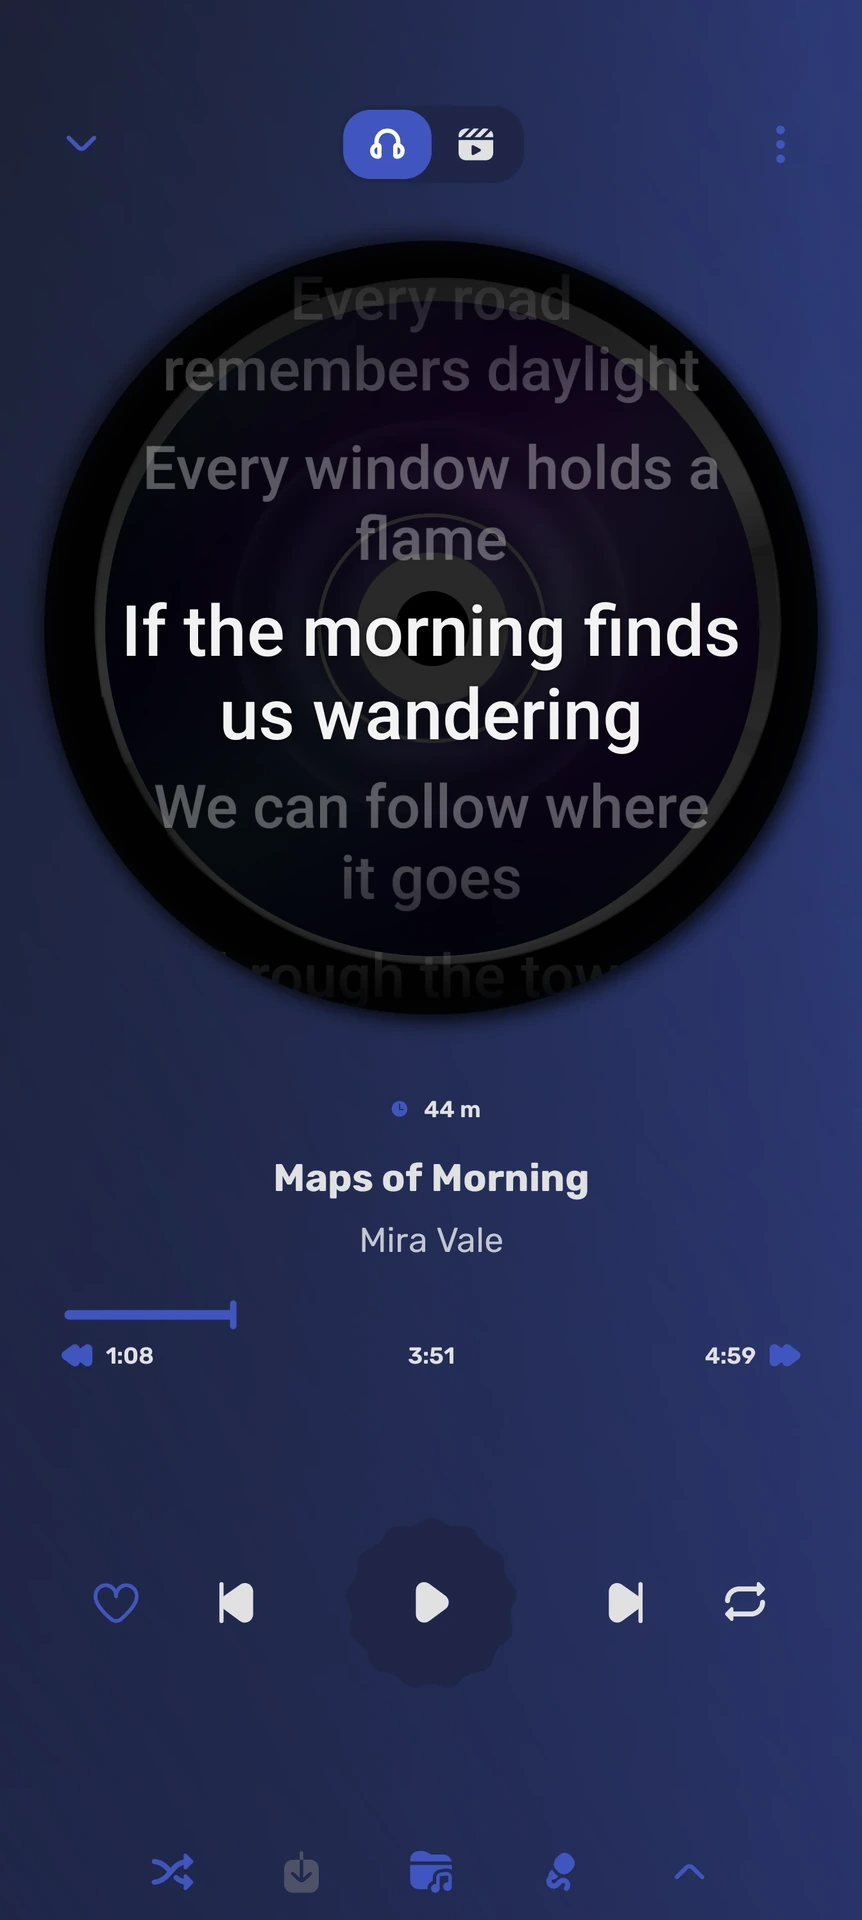 Every road
remembers daylight
Every window holds a
flame
If the morning finds
us wandering
We can follow where
it goes
the
44 m
Maps of Morning
Mira Vale
1:08 3:51 4:59